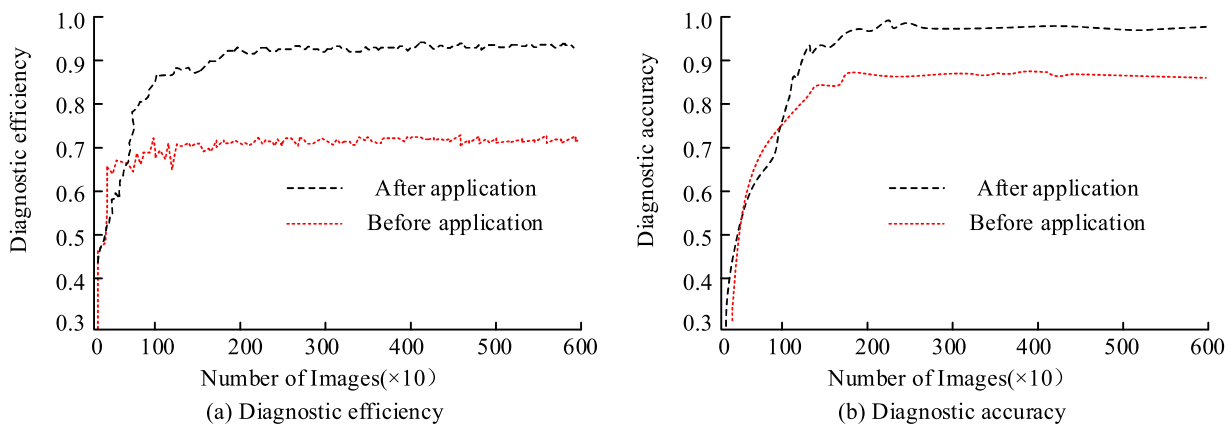 Diagnostic efficiency
1.0
0.9
0.8
0.7
0.6
0.5
0.4
0.3
0 100 200 300 400 500 600
After application
Before application
Number of Images(×10）
(a) Diagnostic efficiency
Diagnostic accuracy
1.0
0.9
0.8
0.7
0.6
0.5
0.4
0.3
0 100 200 300 400 500 600
After application
Before application
Number of Images(×10）
(b) Diagnostic accuracy